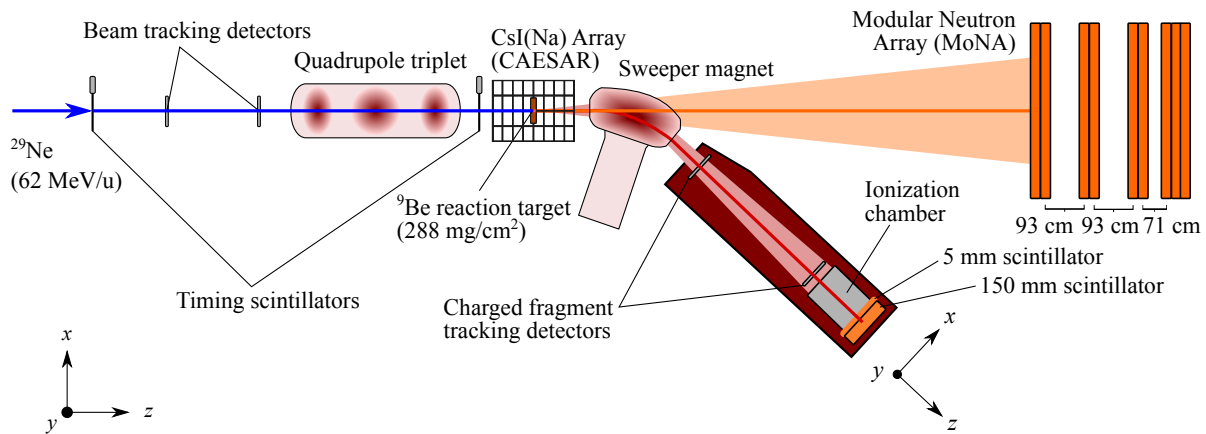 Beam tracking detectors
Quadrupole triplet
CsI(Na) Array
(CAESAR)
Sweeper magnet
Modular Neutron
Array (MoNA)
²⁹Ne
(62 MeV/u)
⁹Be reaction target
(288 mg/cm²)
Timing scintillators
Charged fragment
tracking detectors
Ionization
chamber
93 cm 93 cm 71 cm
5 mm scintillator
150 mm scintillator
x
y
z
x
y
z